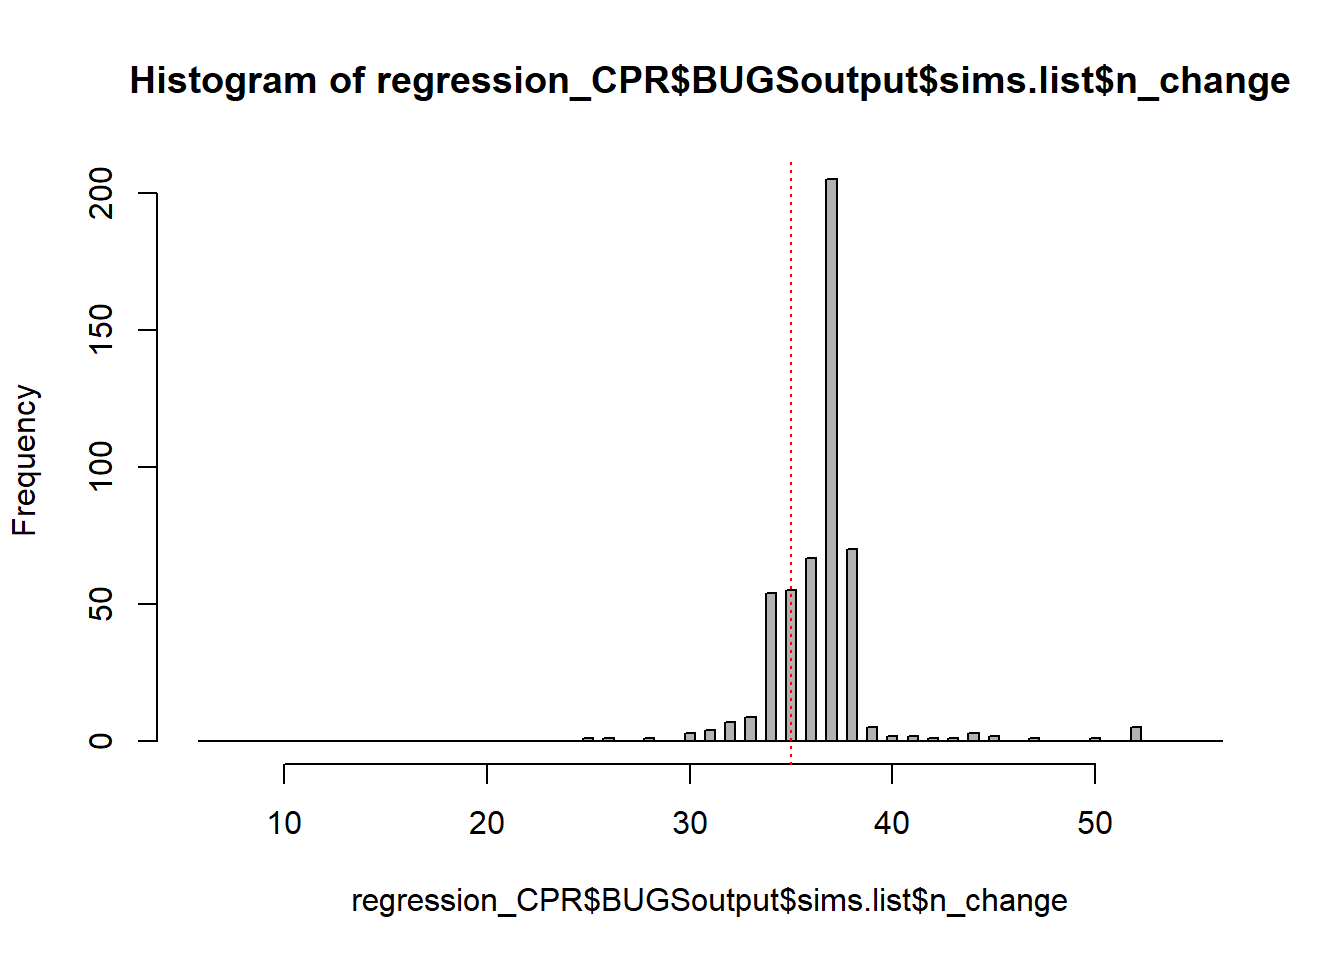 Histogram of regression_CPR$BUGSoutput$sims.list$n_change
Frequency
200
150
100
50
0
10 20 30 40 50
regression_CPR$BUGSoutput$sims.list$n_change